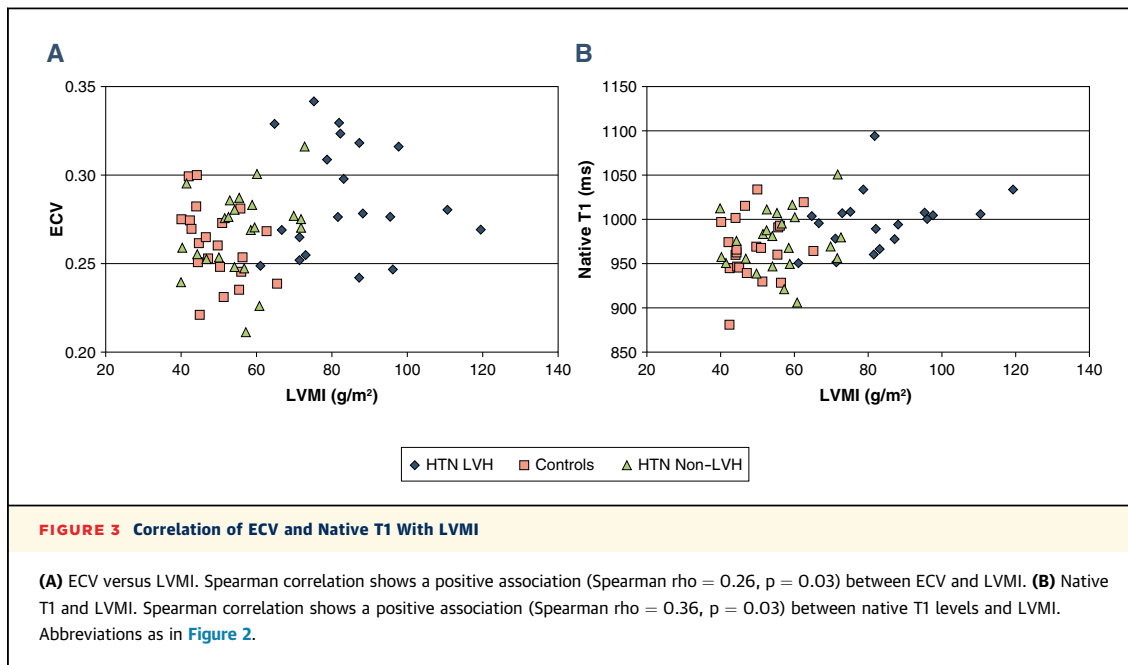 A
B
0.35
0.30
0.25
0.20
ECV
20 40 60 80 100 120 140
LVMI (g/m²)
1150
1100
1050
1000
950
900
850
Native T1 (ms)
20 40 60 80 100 120 140
LVMI (g/m²)
HTN LVH Controls HTN Non–LVH
FIGURE 3 Correlation of ECV and Native T1 With LVMI
(A) ECV versus LVMI. Spearman correlation shows a positive association (Spearman rho = 0.26, p = 0.03) between ECV and LVMI. (B) Native
T1 and LVMI. Spearman correlation shows a positive association (Spearman rho = 0.36, p = 0.03) between native T1 levels and LVMI.
Abbreviations as in Figure 2.